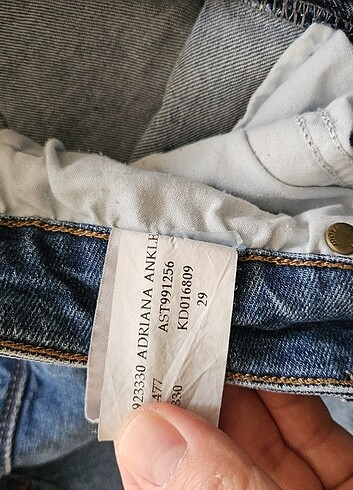 923330 ADRIANA ANKLE
AST991256
KD016809
29
477
330